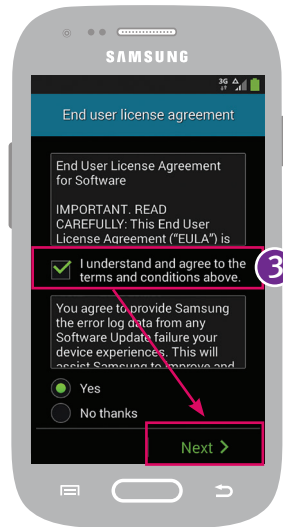 SAMSUNG
3G
End user license agreement
End User License Agreement
for Software
IMPORTANT. READ
CAREFULLY: This End User
License Agreement ("EULA") is
I understand and agree to the
terms and conditions above.
3
You agree to provide Samsung
the error log data from any
Software Update failure your
device experiences. This will
assist Samsung to improve and
Yes
No thanks
Next >